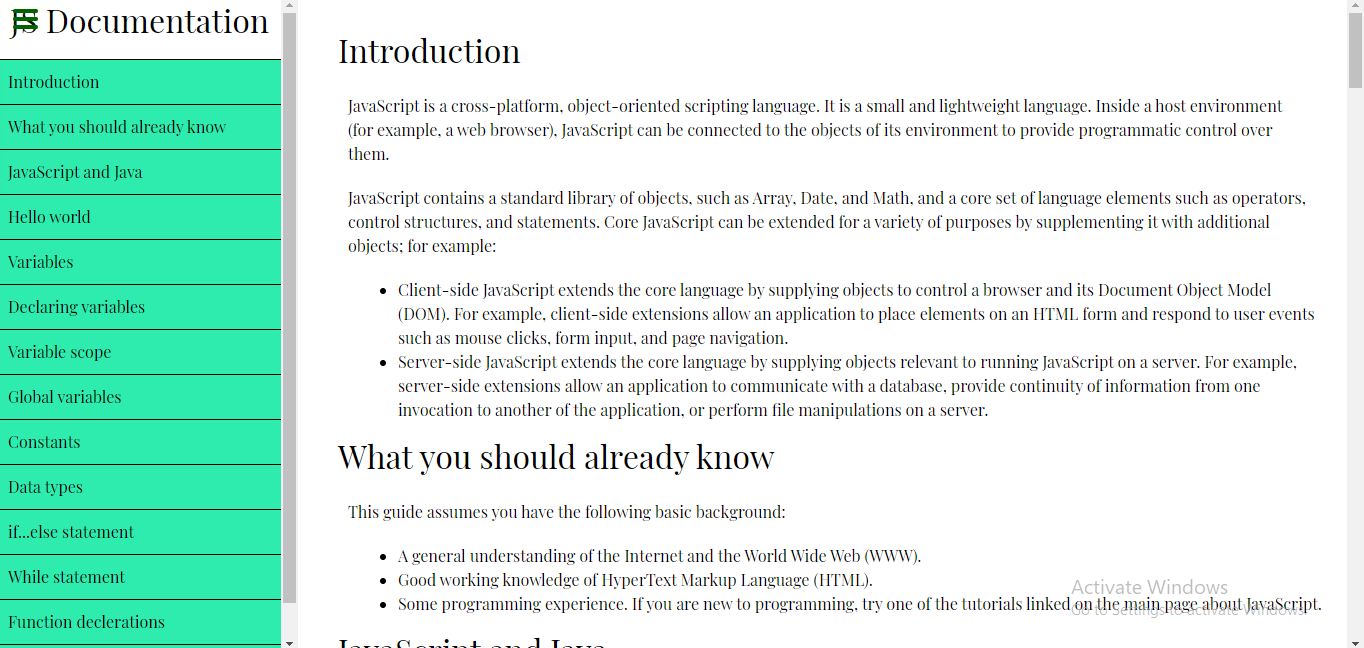 JS Documentation
Introduction
What you should already know
JavaScript and Java
Hello world
Variables
Declaring variables
Variable scope
Global variables
Constants
Data types
if...else statement
While statement
Function declerations
Introduction
JavaScript is a cross-platform, object-oriented scripting language. It is a small and lightweight language. Inside a host environment
(for example, a web browser), JavaScript can be connected to the objects of its environment to provide programmatic control over
them.
JavaScript contains a standard library of objects, such as Array, Date, and Math, and a core set of language elements such as operators,
control structures, and statements. Core JavaScript can be extended for a variety of purposes by supplementing it with additional
objects; for example:
• Client-side JavaScript extends the core language by supplying objects to control a browser and its Document Object Model
(DOM). For example, client-side extensions allow an application to place elements on an HTML form and respond to user events
such as mouse clicks, form input, and page navigation.
• Server-side JavaScript extends the core language by supplying objects relevant to running JavaScript on a server. For example,
server-side extensions allow an application to communicate with a database, provide continuity of information from one
invocation to another of the application, or perform file manipulations on a server.
What you should already know
This guide assumes you have the following basic background:
• A general understanding of the Internet and the World Wide Web (WWW).
• Good working knowledge of HyperText Markup Language (HTML).
• Some programming experience. If you are new to programming, try one of the tutorials linked on the main page about JavaScript.
JavaScript and Java
Activate Windows
Go to Settings to activate Windows.